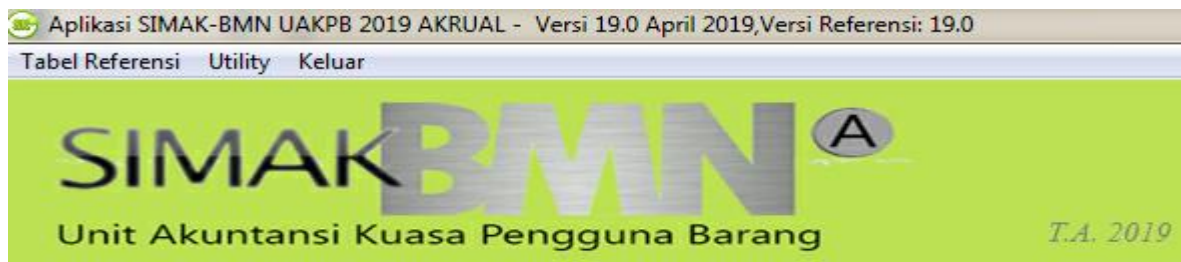 Aplikasi SIMAK-BMN UAKPB 2019 AKRUAL - Versi 19.0 April 2019,Versi Referensi: 19.0
Tabel Referensi Utility Keluar
SIMAK BMN A
Unit Akuntansi Kuasa Pengguna Barang
T.A. 2019